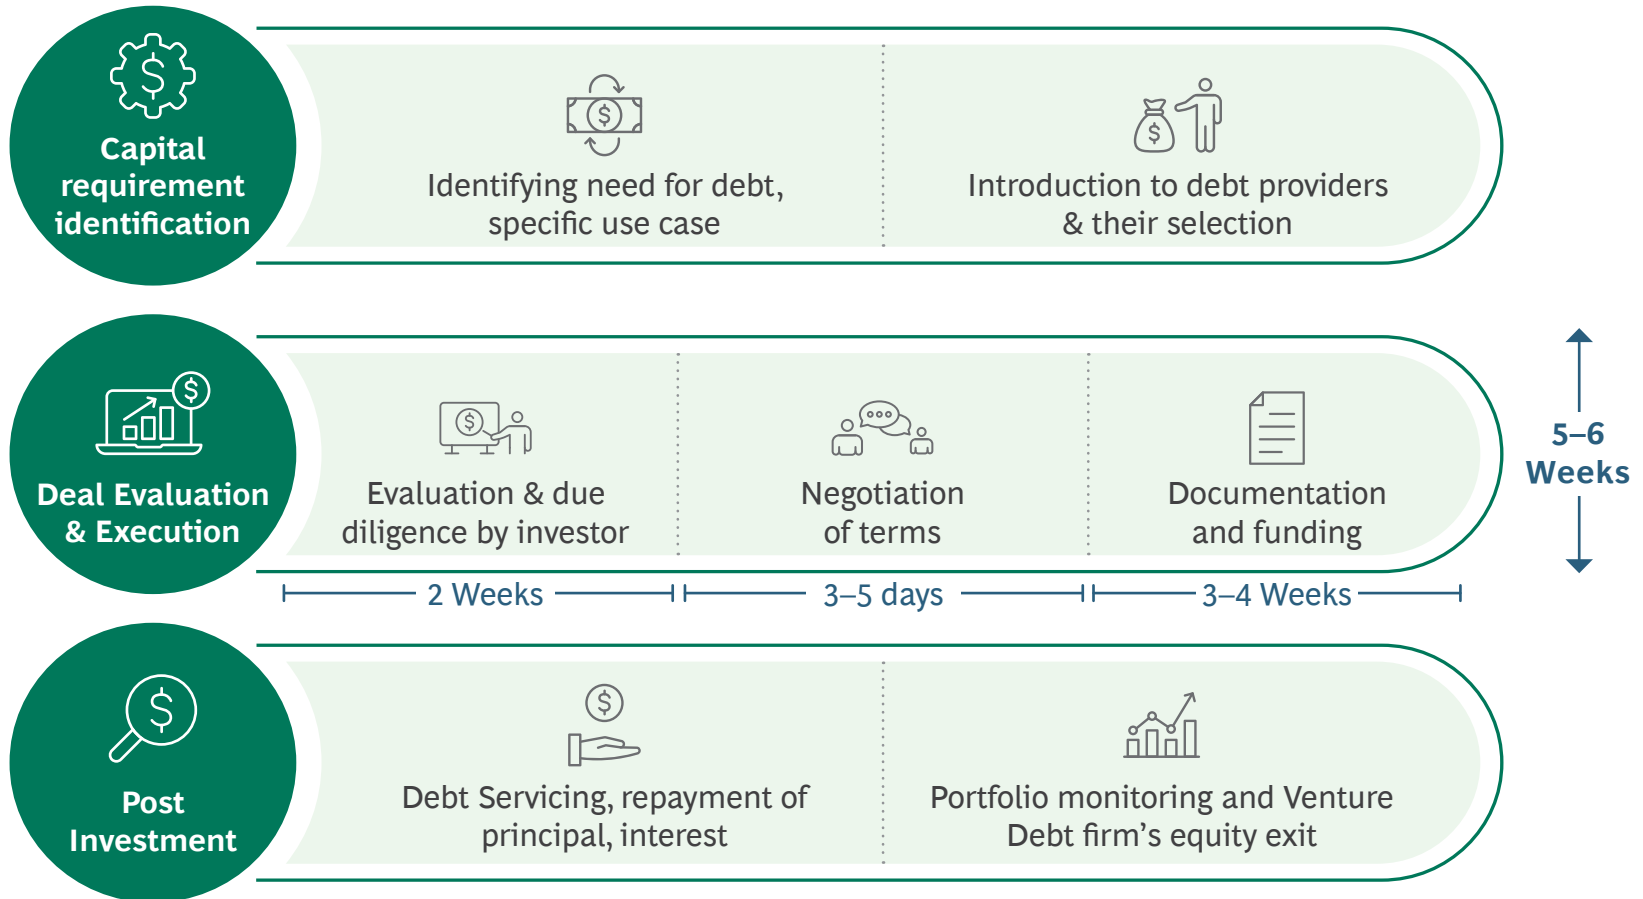 Capital
requirement
identification
Identifying need for debt,
specific use case
Introduction to debt providers
& their selection
Deal Evaluation
& Execution
Evaluation & due
diligence by investor
Negotiation
of terms
Documentation
and funding
5–6
Weeks
2 Weeks
3–5 days
3–4 Weeks
Post
Investment
Debt Servicing, repayment of
principal, interest
Portfolio monitoring and Venture
Debt firm’s equity exit